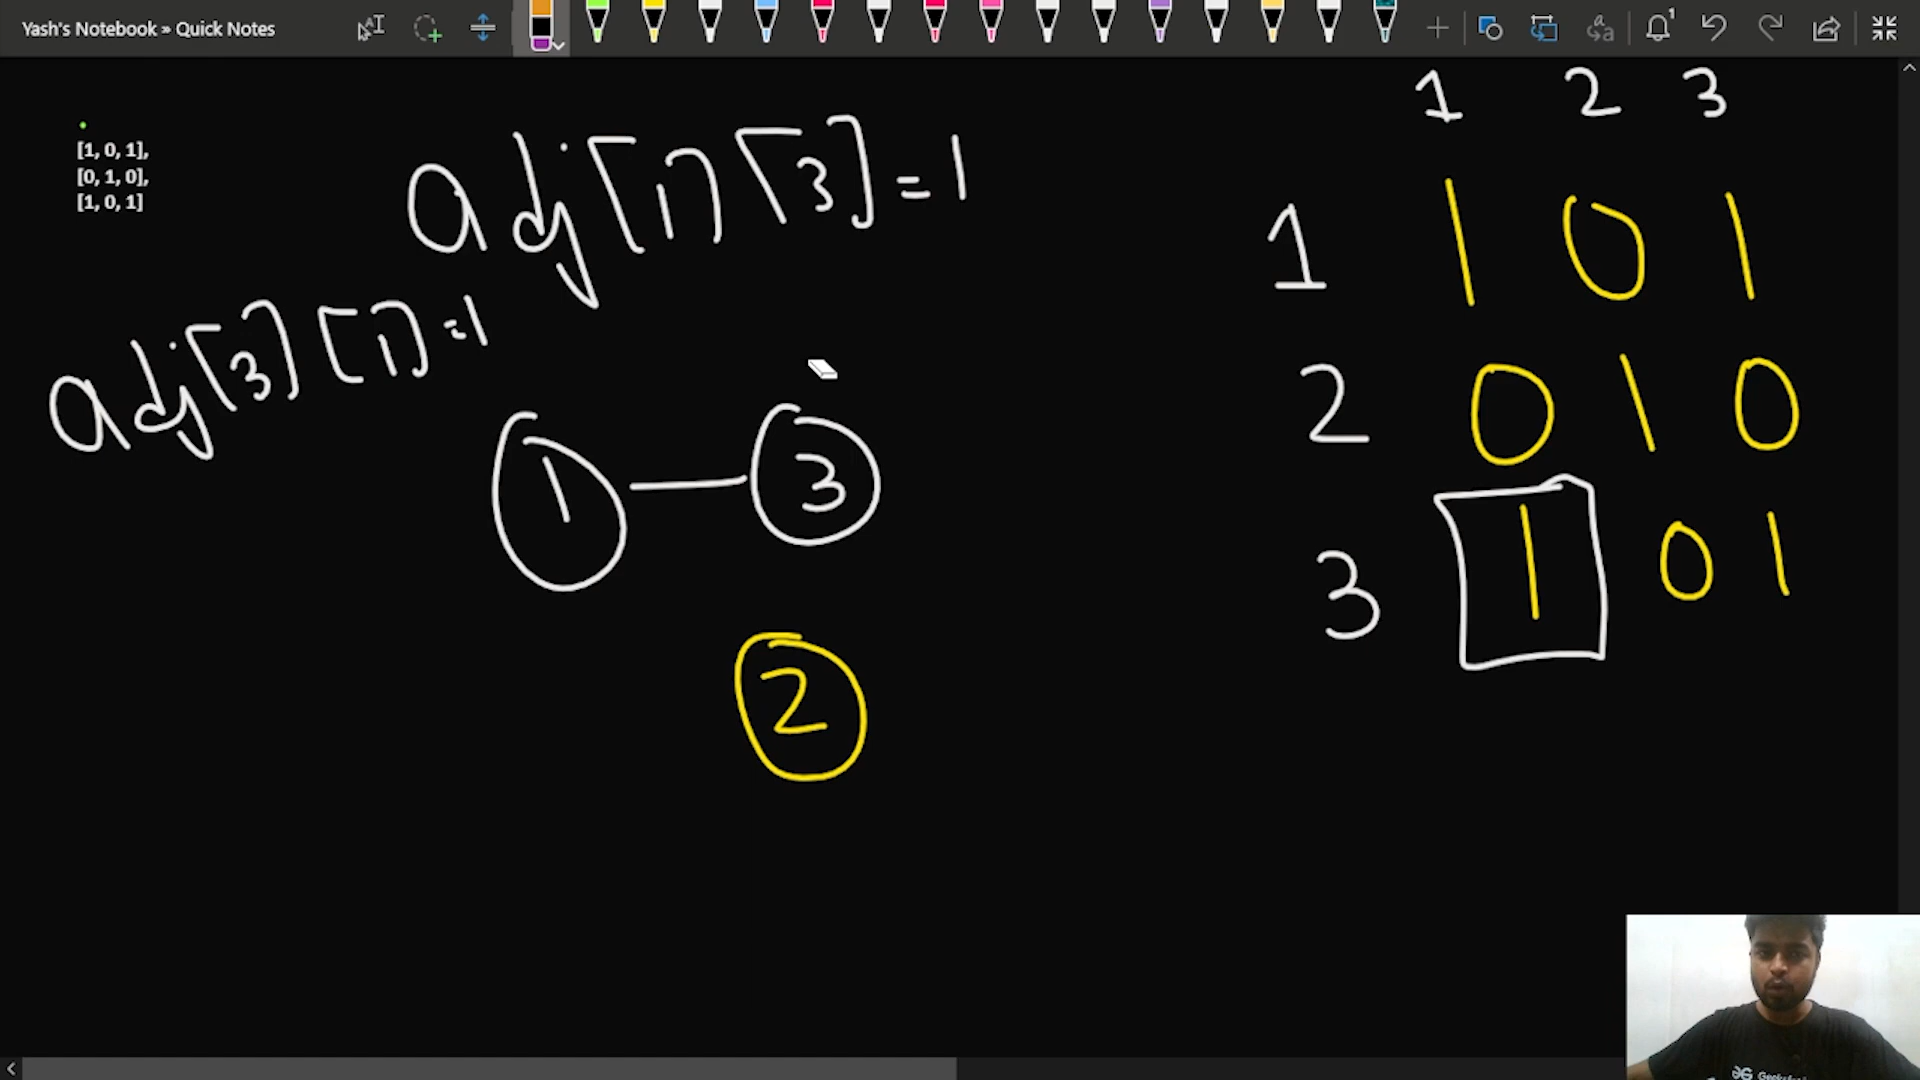 Yash's Notebook » Quick Notes
[1, 0, 1],
[0, 1, 0],
[1, 0, 1]
adj[1][3]=1
adj[3][1]=1
1 3
2
1 2 3
1 1 0 1
2 0 1 0
3 1 0 1